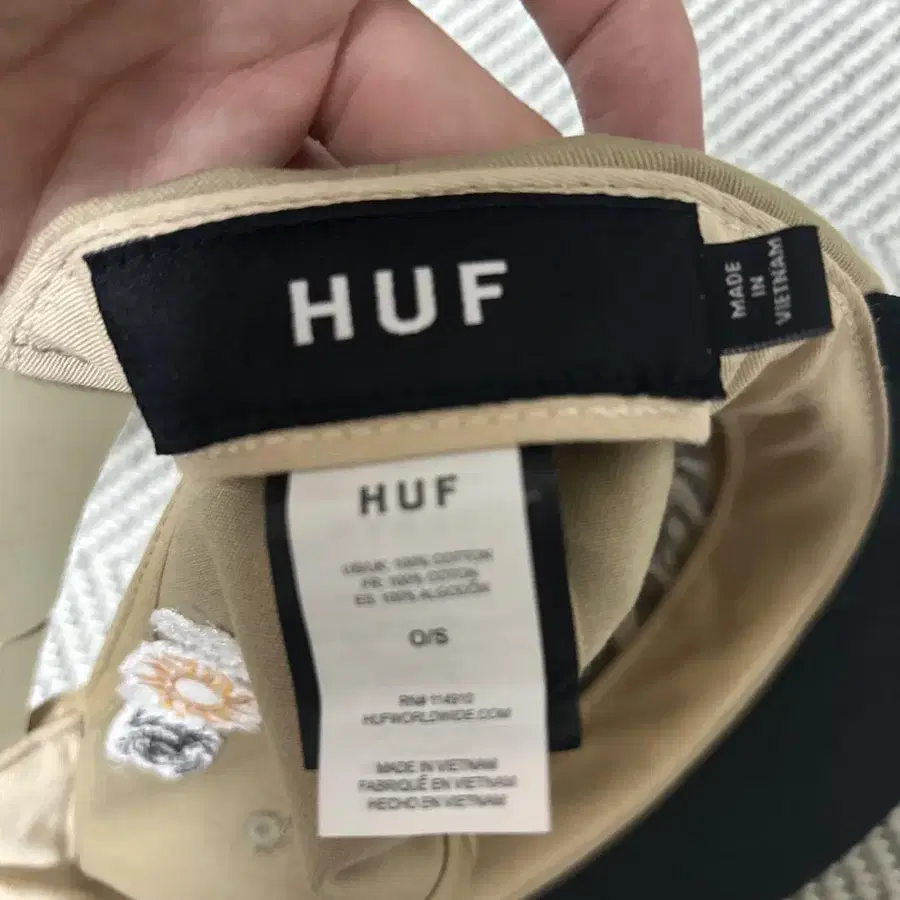 HUF
MADE
IN
VIETNAM
HUF
US/UK: 100% COTTON
FR: 100% COTON
ES: 100% ALGODÓN
O/S
RN# 114910
HUFWORLDWIDE.COM
MADE IN VIETNAM
FABRIQUÉ EN VIETNAM
HECHO EN VIETNAM